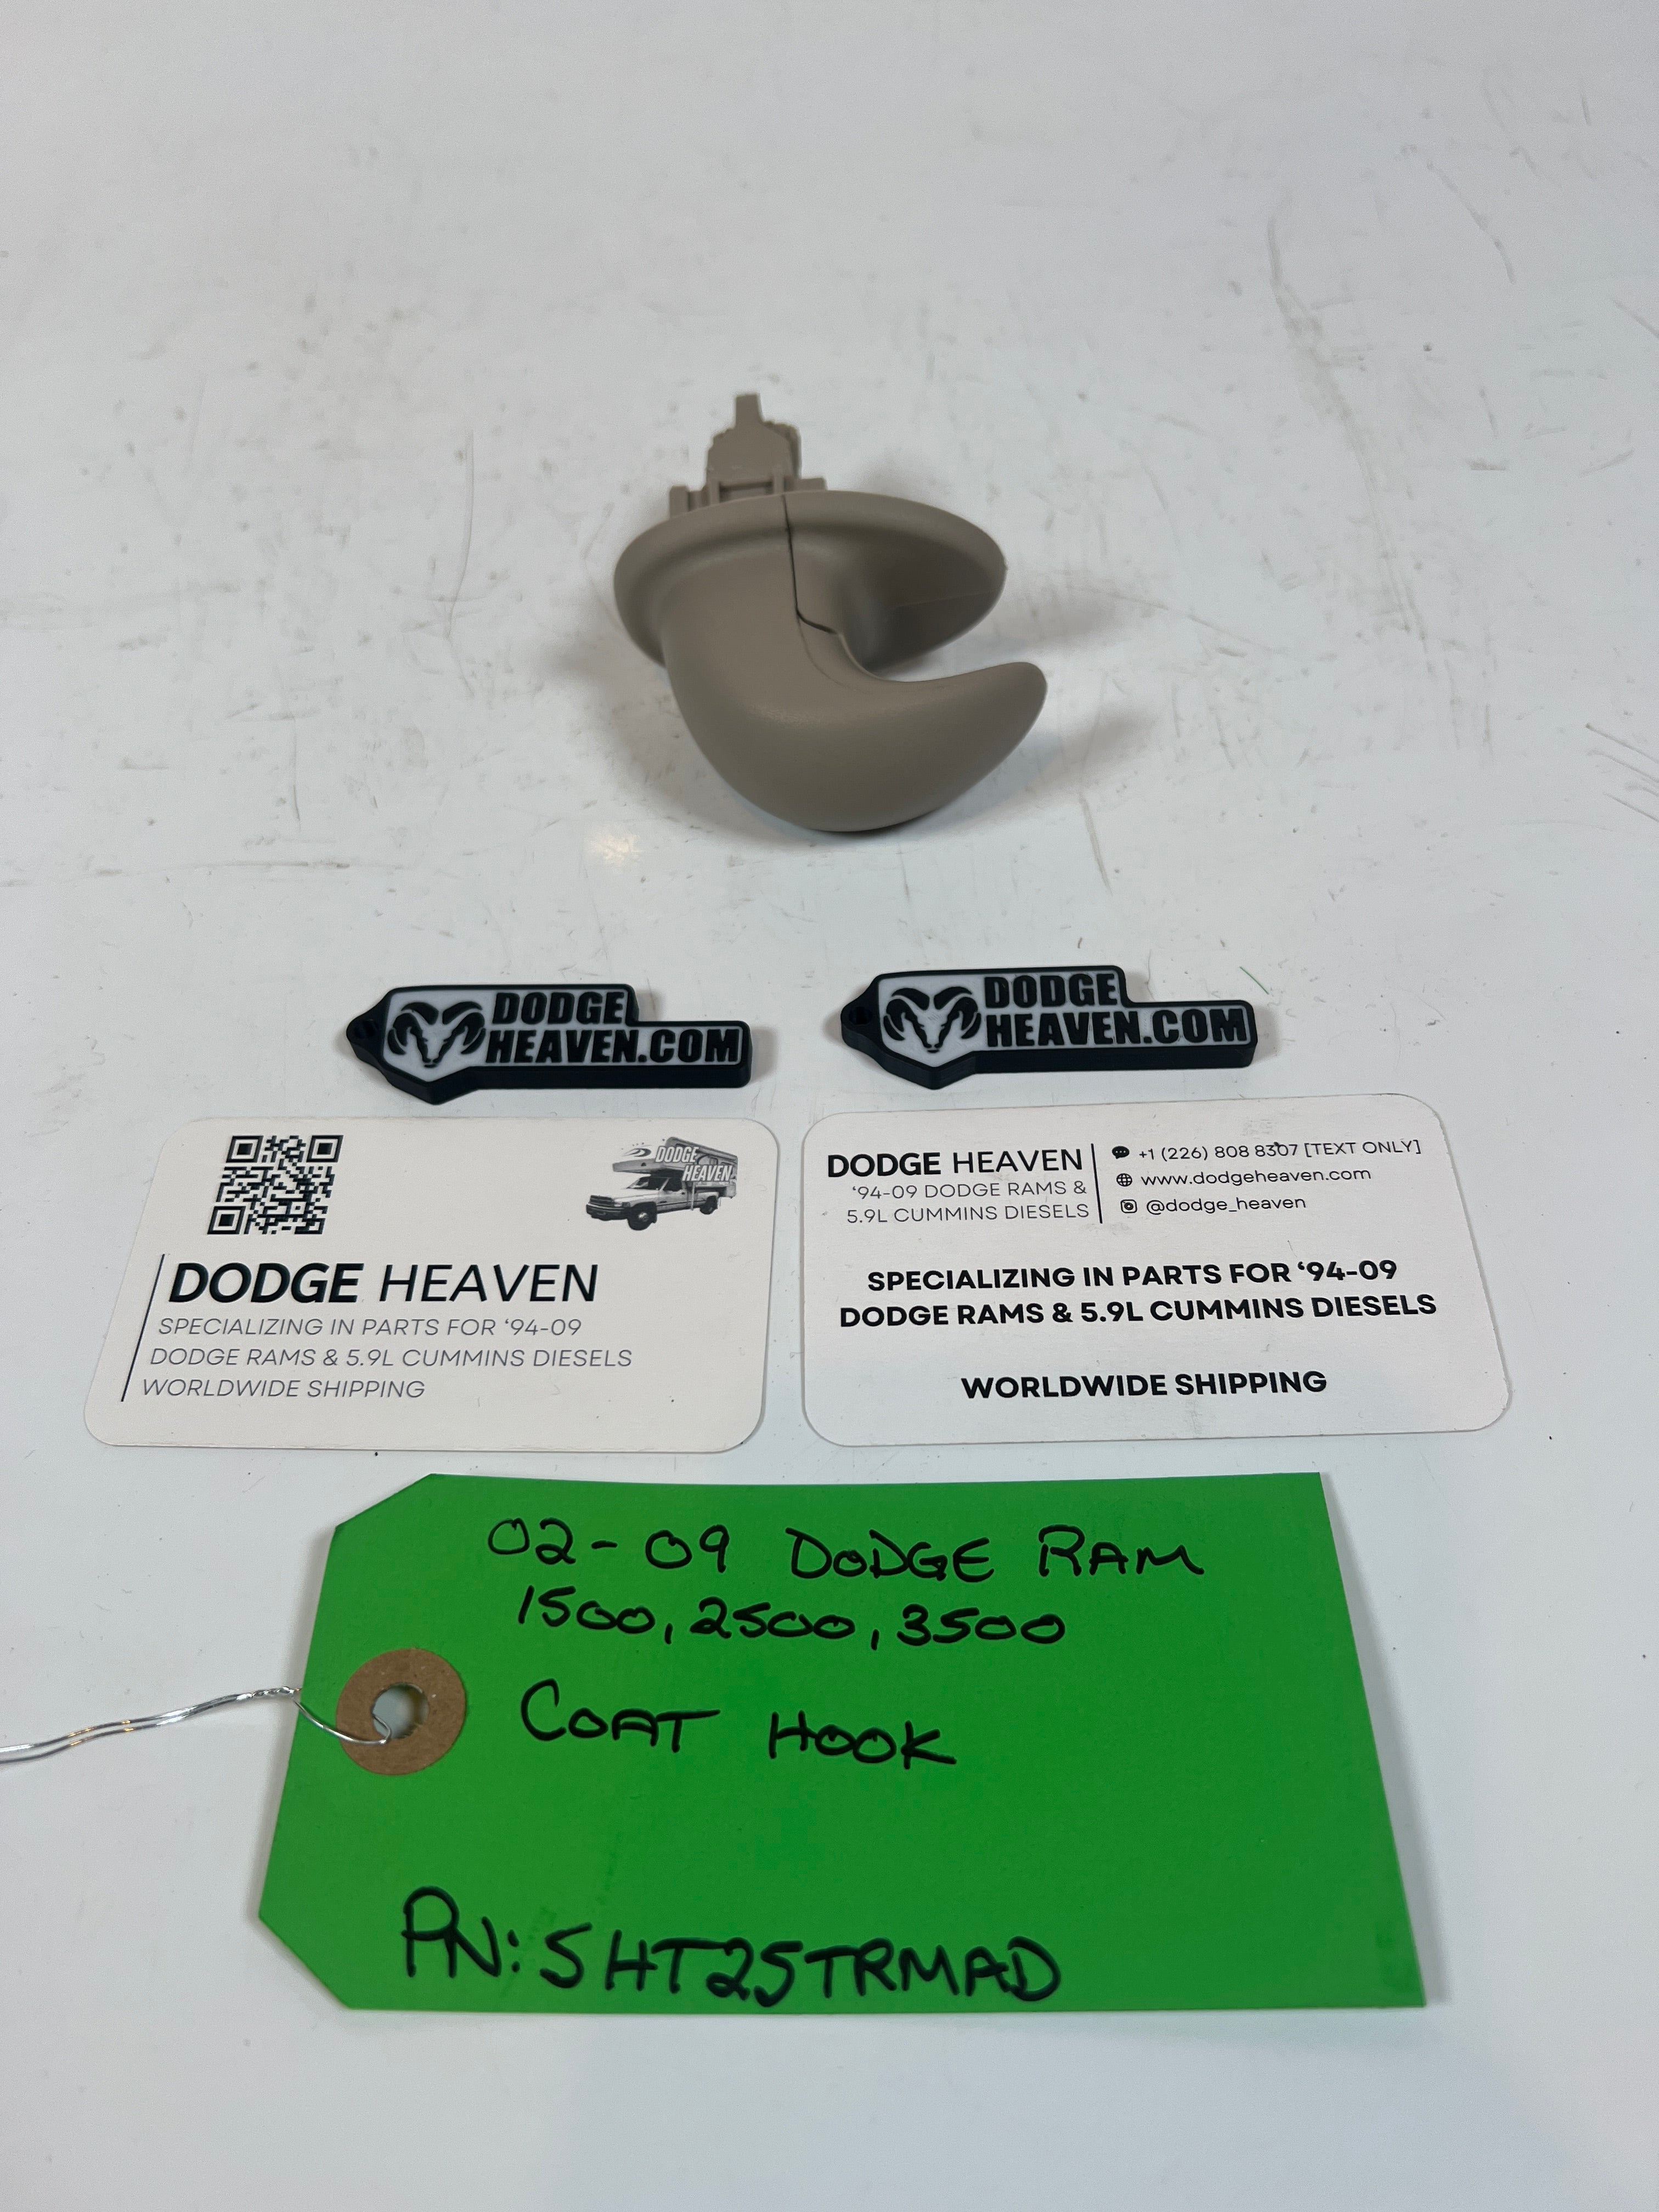 DODGE
HEAVEN.COM
DODGE
HEAVEN.COM
DODGE
HEAVEN
DODGE HEAVEN
SPECIALIZING IN PARTS FOR ‘94-09
DODGE RAMS & 5.9L CUMMINS DIESELS
WORLDWIDE SHIPPING
DODGE HEAVEN
‘94-09 DODGE RAMS &
5.9L CUMMINS DIESELS
+1 (226) 808 8307 [TEXT ONLY]
www.dodgeheaven.com
@dodge_heaven
SPECIALIZING IN PARTS FOR ‘94-09
DODGE RAMS & 5.9L CUMMINS DIESELS
WORLDWIDE SHIPPING
02-09 DODGE RAM
1500, 2500, 3500
COAT HOOK
PN: 5HT25TRMAD